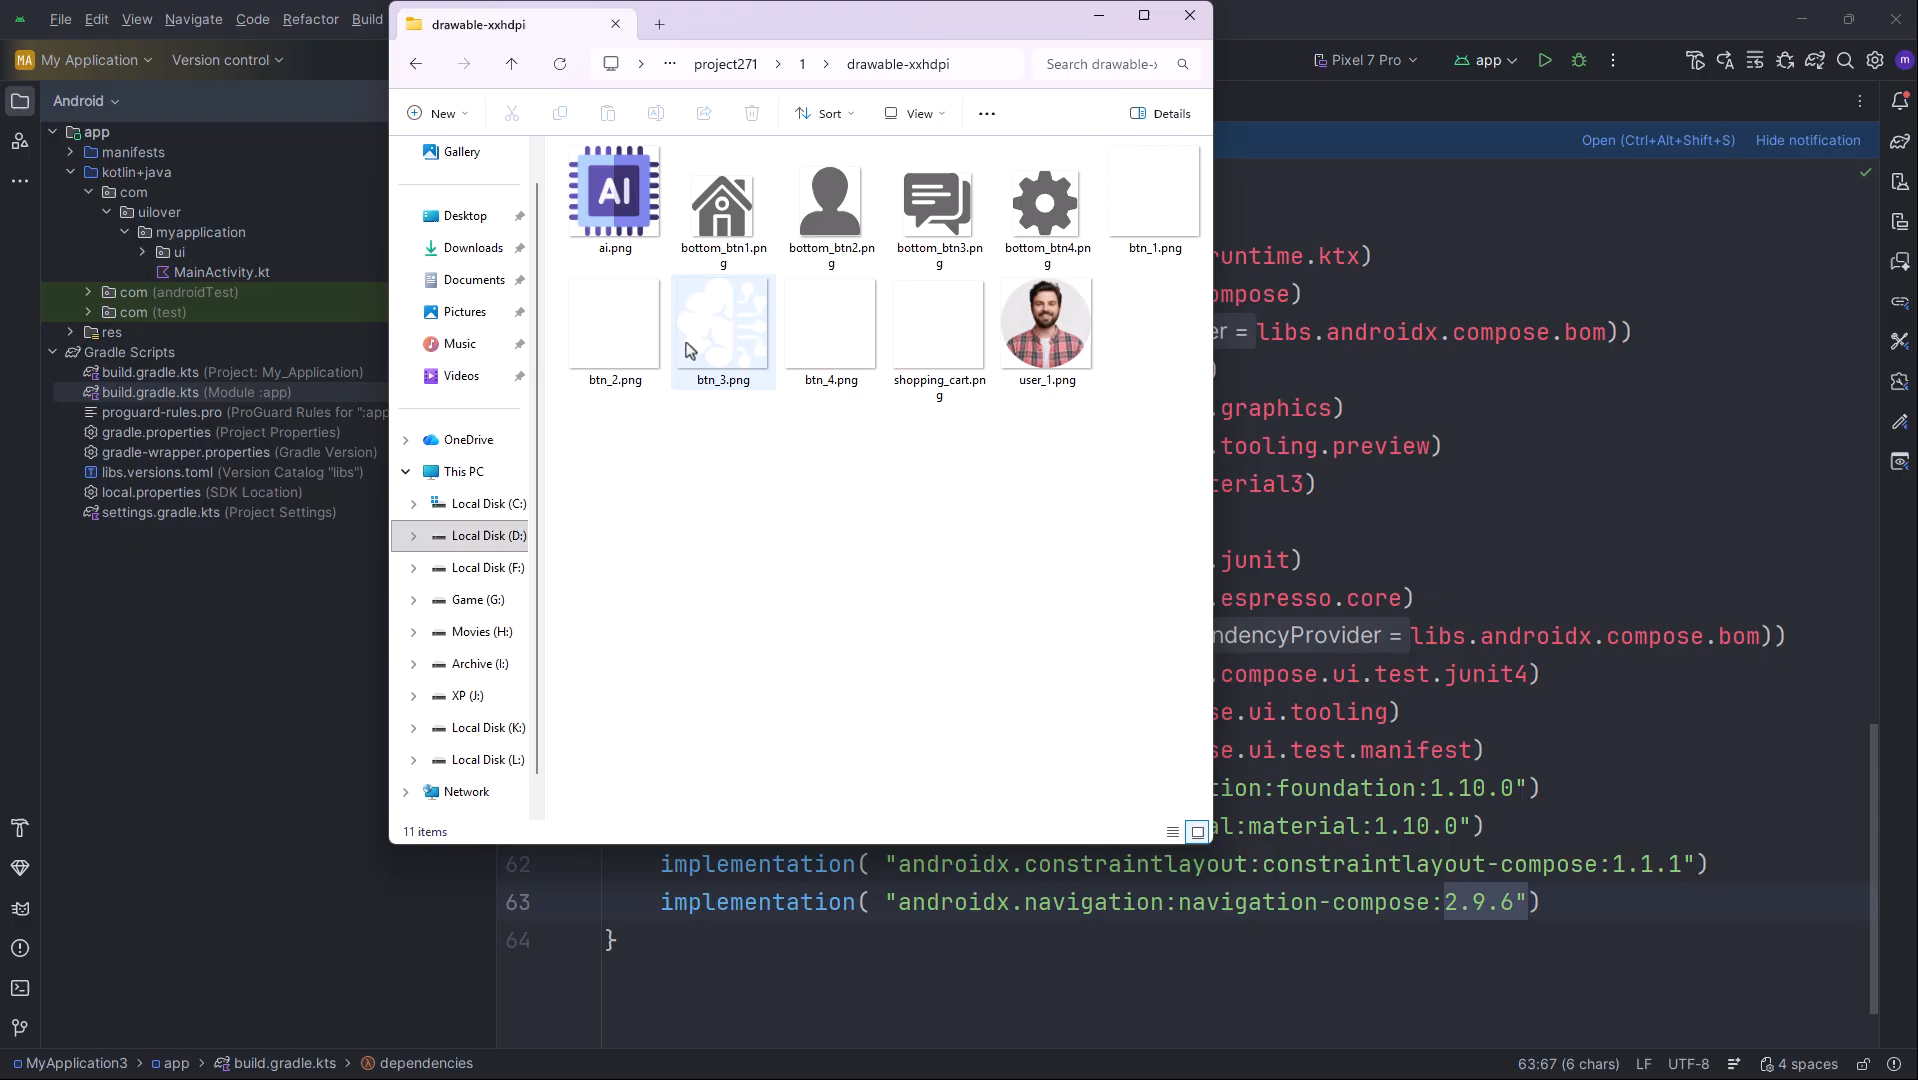 File Edit View Navigate Code Refactor Build
drawable-xxhdpi
MA My Application Version control
project271 1 drawable-xxhdpi
Search drawable-x
Pixel 7 Pro app
m
Android
New Sort View Details
Open (Ctrl+Alt+Shift+S) Hide notification
app
manifests
kotlin+java
com
uilover
myapplication
ui
MainActivity.kt
com (androidTest)
com (test)
res
Gradle Scripts
build.gradle.kts (Project: My_Application)
build.gradle.kts (Module :app)
proguard-rules.pro (ProGuard Rules for ":app
gradle.properties (Project Properties)
gradle-wrapper.properties (Gradle Version)
libs.versions.toml (Version Catalog "libs")
local.properties (SDK Location)
settings.gradle.kts (Project Settings)
Gallery
Desktop
Downloads
Documents
Pictures
Music
Videos
OneDrive
This PC
Local Disk (C:)
Local Disk (D:)
Local Disk (F:)
Game (G:)
Movies (H:)
Archive (I:)
XP (J:)
Local Disk (K:)
Local Disk (L:)
Network
AI
ai.png
bottom_btn1.pn
g
bottom_btn2.pn
g
bottom_btn3.pn
g
bottom_btn4.pn
g
btn_1.png
btn_2.png
btn_3.png
btn_4.png
shopping_cart.pn
g
user_1.png
11 items
runtime.ktx)
ompose)
er = libs.androidx.compose.bom))
)
.graphics)
.tooling.preview)
terial3)
.junit)
.espresso.core)
ndencyProvider = libs.androidx.compose.bom))
.compose.ui.test.junit4)
se.ui.tooling)
se.ui.test.manifest)
tion:foundation:1.10.0")
al:material:1.10.0")
62 implementation( "androidx.constraintlayout:constraintlayout-compose:1.1.1")
63 implementation( "androidx.navigation:navigation-compose:2.9.6")
64 }
MyApplication3 > app > build.gradle.kts > dependencies
63:67 (6 chars) LF UTF-8 4 spaces